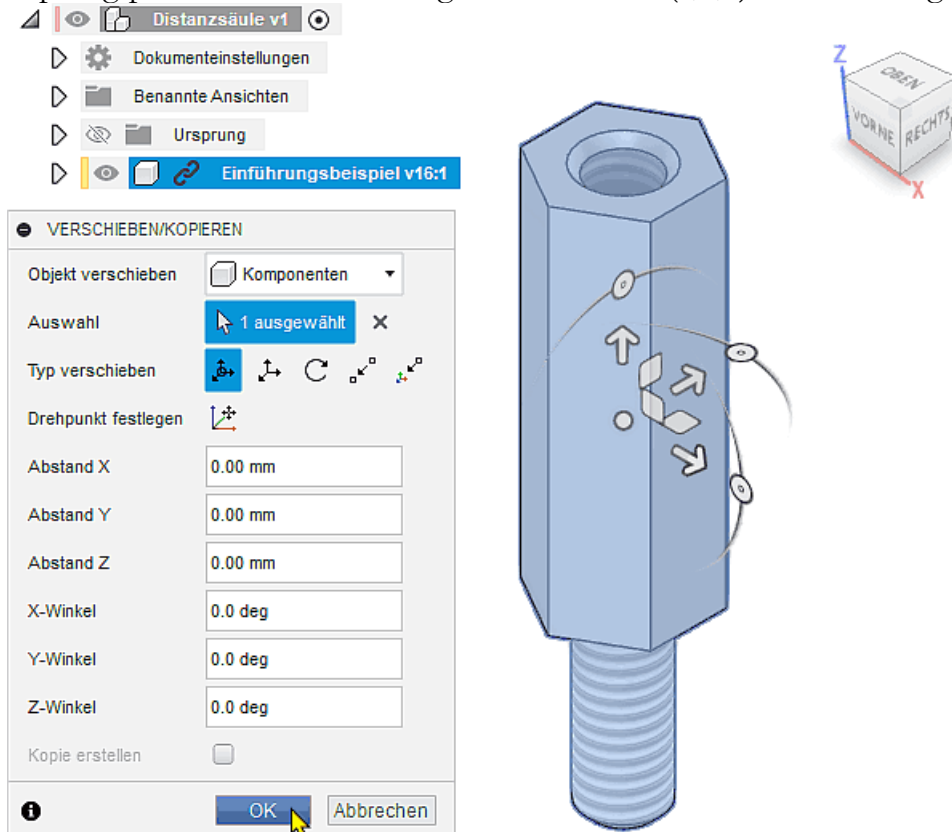 Distanzsäule v1
Dokumenteinstellungen
Benannte Ansichten
Ursprung
Einführungsbeispiel v16:1
Z
OBEN
VORNE
RECHTS
X
VERSCHIEBEN/KOPIEREN
Objekt verschieben Komponenten
Auswahl 1 ausgewählt
Typ verschieben
Drehpunkt festlegen
Abstand X 0.00 mm
Abstand Y 0.00 mm
Abstand Z 0.00 mm
X-Winkel 0.0 deg
Y-Winkel 0.0 deg
Z-Winkel 0.0 deg
Kopie erstellen
OK Abbrechen